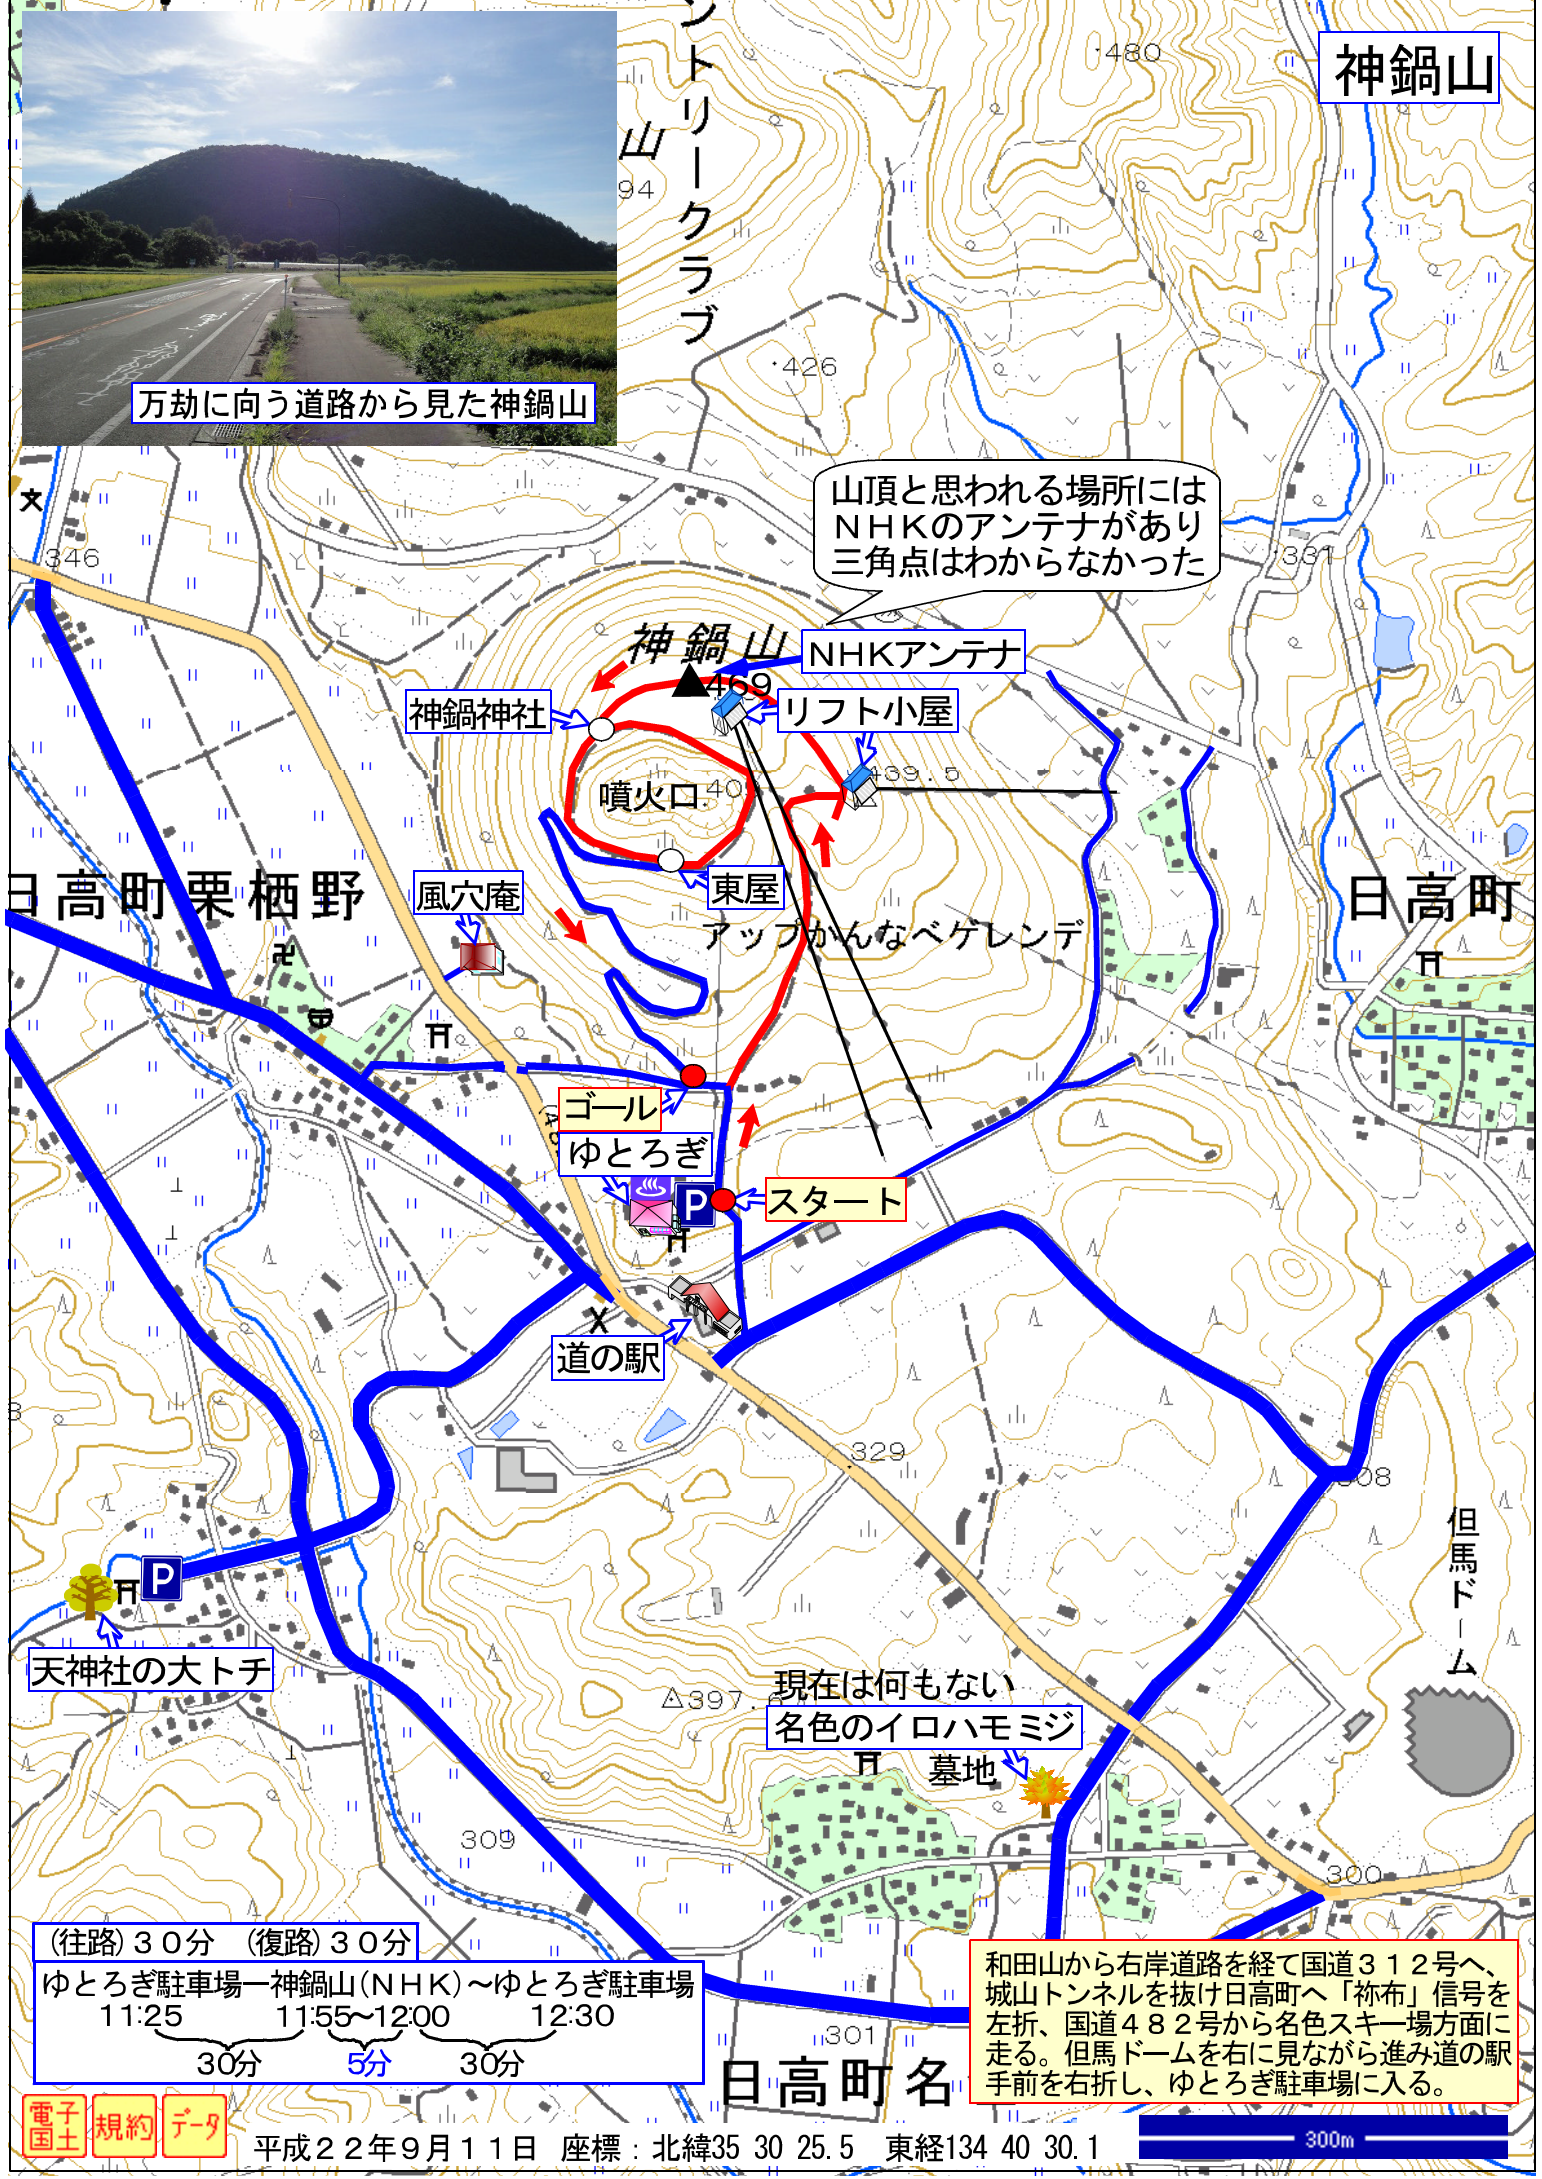 神鍋山
ントリークラブ
山
94
480
426
万劫に向う道路から見た神鍋山
山頂と思われる場所には
ＮＨＫのアンテナがあり
三角点はわからなかった
346
331
神鍋山
469
NHKアンテナ
神鍋神社
リフト小屋
439.5
噴火口
40
東屋
風穴庵
日高町栗栖野
日高町
アップかんなべゲレンデ
ゴール
ゆとろぎ
P
スタート
道の駅
329
308
但馬ドーム
P
天神社の大トチ
397.6
現在は何もない
名色のイロハモミジ
墓地
309
300
(往路)３０分　(復路)３０分
ゆとろぎ駐車場ー神鍋山(ＮＨＫ)～ゆとろぎ駐車場
11:25 11:55～12:00 12:30
30分 5分 30分
301
日高町名
和田山から右岸道路を経て国道３１２号へ、
城山トンネルを抜け日高町へ「祢布」信号を
左折、国道４８２号から名色スキー場方面に
走る。但馬ドームを右に見ながら進み道の駅
手前を右折し、ゆとろぎ駐車場に入る。
電子国土 規約 データ
平成２２年９月１１日 座標：北緯35 30 25.5 東経134 40 30.1
300m